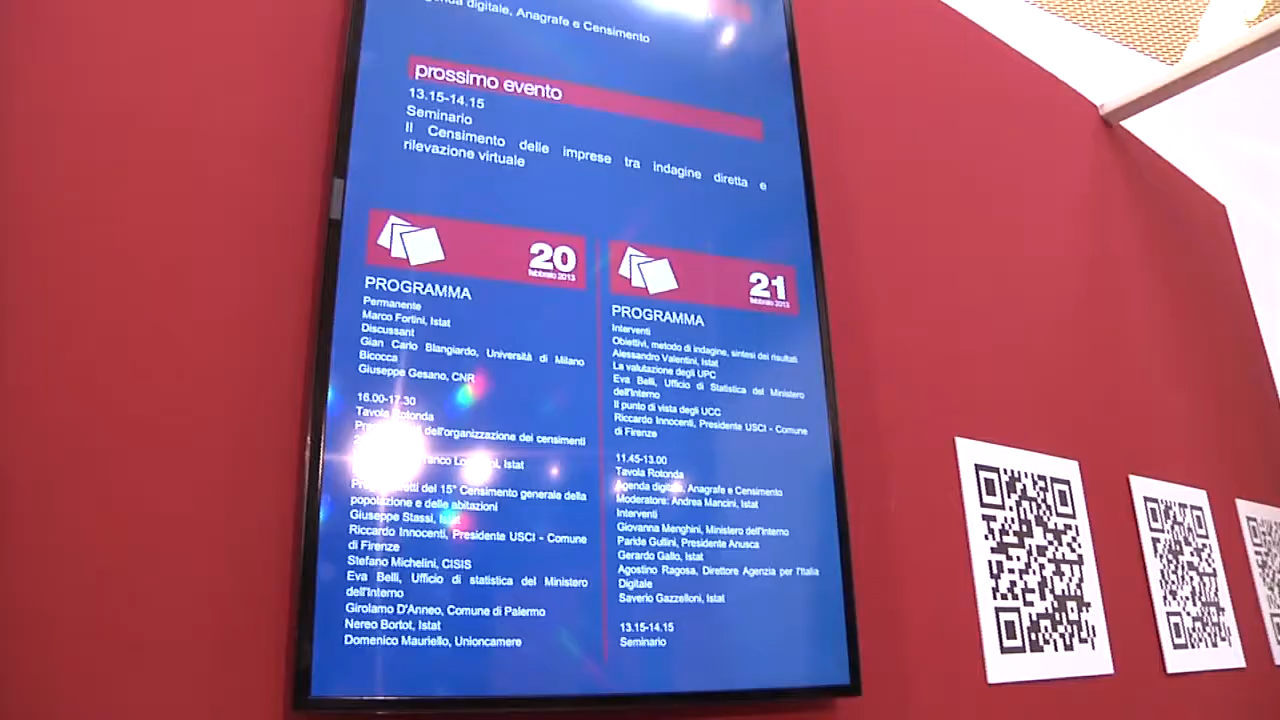 digitale, Anagrafe e Censimento
prossimo evento
13.15-14.15
Seminario
Il Censimento delle imprese tra indagine diretta e
rilevazione virtuale
20
febbraio 2013
PROGRAMMA
Permanente
Marco Fortini, Istat
Discussant
Gian Carlo Blangiardo, Università di Milano
Bicocca
Giuseppe Gesano, CNR
16.00-17.30
Tavola Rotonda
dell'organizzazione dei censimenti
Istat
del 15° Censimento generale della
popolazione e delle abitazioni
Giuseppe Stassi,
Riccardo Innocenti, Presidente USCI - Comune
di Firenze
Stefano Michelini, CISIS
Eva Belli, Ufficio di statistica del Ministero
dell'Interno
Girolamo D'Anneo, Comune di Palermo
Nereo Bortot, Istat
Domenico Mauriello, Unioncamere
21
febbraio 2013
PROGRAMMA
Interventi
Obiettivi, metodo di indagine, sintesi dei risultati
Alessandro Valentini, Istat
La valutazione degli UPC
Eva Belli, Ufficio di Statistica del Ministero
dell'Interno
Il punto di vista degli UCC
Riccardo Innocenti, Presidente USCI - Comune
di Firenze
11.45-13.00
Tavola Rotonda
Agenda digitale, Anagrafe e Censimento
Moderatore: Andrea Mancini, Istat
Interventi
Giovanna Menghini, Ministero dell'Interno
Paride Gullini, Presidente Anusca
Gerardo Gallo, Istat
Agostino Ragosa, Direttore Agenzia per l'Italia
Digitale
Saverio Gazzelloni, Istat
13.15-14.15
Seminario